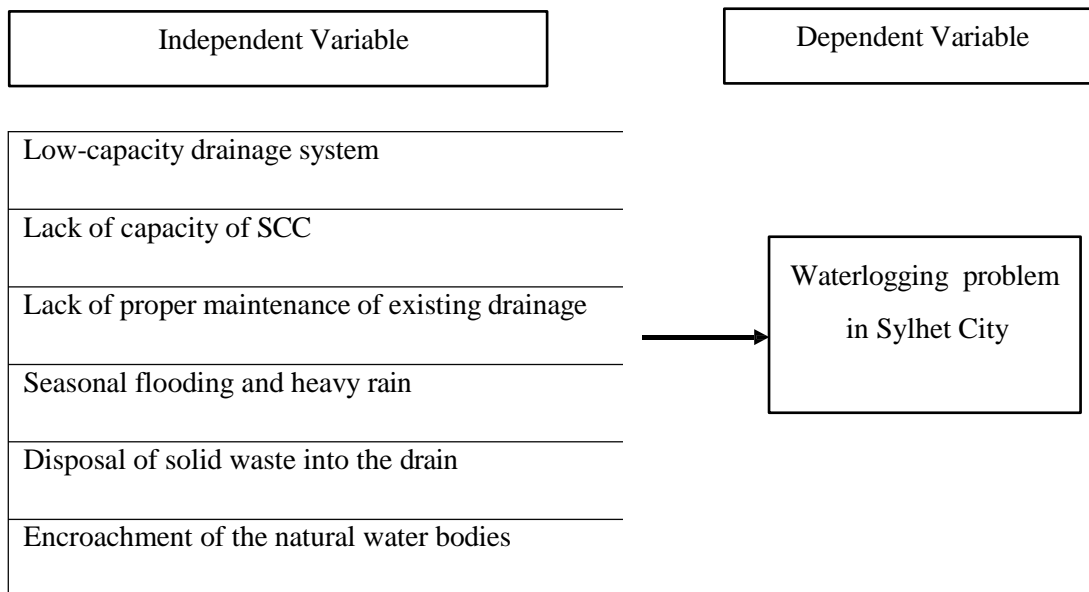 Independent Variable
Dependent Variable
Low-capacity drainage system
Lack of capacity of SCC
Lack of proper maintenance of existing drainage
Seasonal flooding and heavy rain
Disposal of solid waste into the drain
Encroachment of the natural water bodies
Waterlogging problem
in Sylhet City